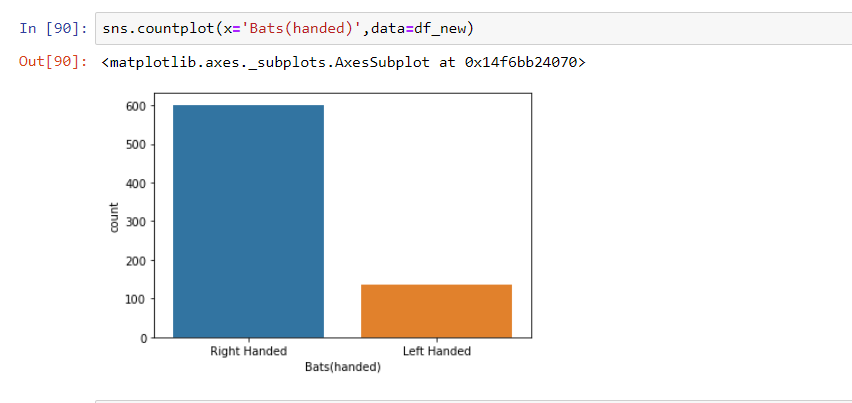 In [90]: sns.countplot(x='Bats(handed)',data=df_new)
Out[90]: <matplotlib.axes._subplots.AxesSubplot at 0x14f6bb24070>
600
500
400
300
200
100
0
count
Right Handed Left Handed
Bats(handed)